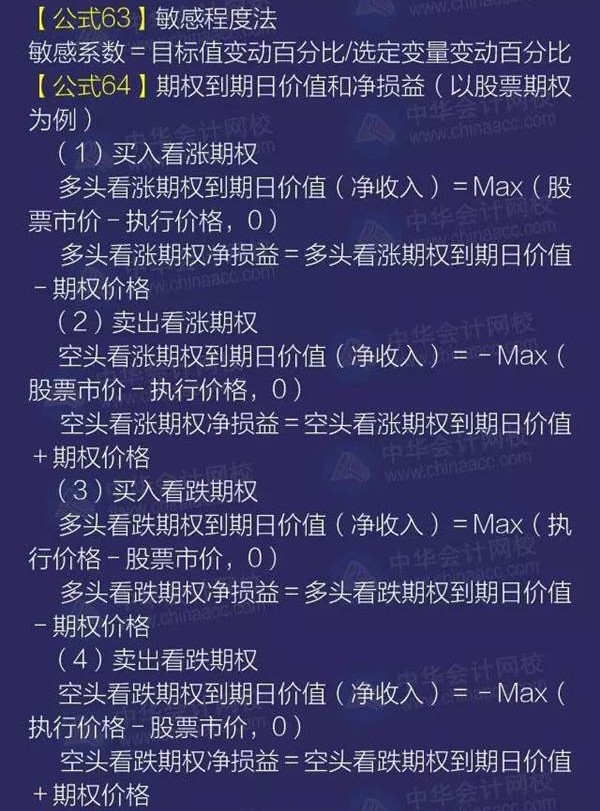 【公式63】敏感程度法
敏感系数=目标值变动百分比/选定变量变动百分比
【公式64】期权到期日价值和净损益(以股票期权
为例)
(1)买入看涨期权
多头看涨期权到期日价值(净收入)=Max(股
票市价-执行价格,0)
多头看涨期权净损益=多头看涨期权到期日价值
-期权价格
(2)卖出看涨期权
空头看涨期权到期日价值(净收入)=-Max(
股票市价-执行价格,0)
空头看涨期权净损益=空头看涨期权到期日价值
+期权价格
(3)买入看跌期权
多头看跌期权到期日价值(净收入)=Max(执
行价格-股票市价,0)
多头看跌期权净损益=多头看跌期权到期日价值
-期权价格
(4)卖出看跌期权
空头看跌期权到期日价值(净收入)=-Max(
执行价格-股票市价,0)
空头看跌期权净损益=空头看跌期权到期日价值
+期权价格
中华会计网校
www.chinaacc.com